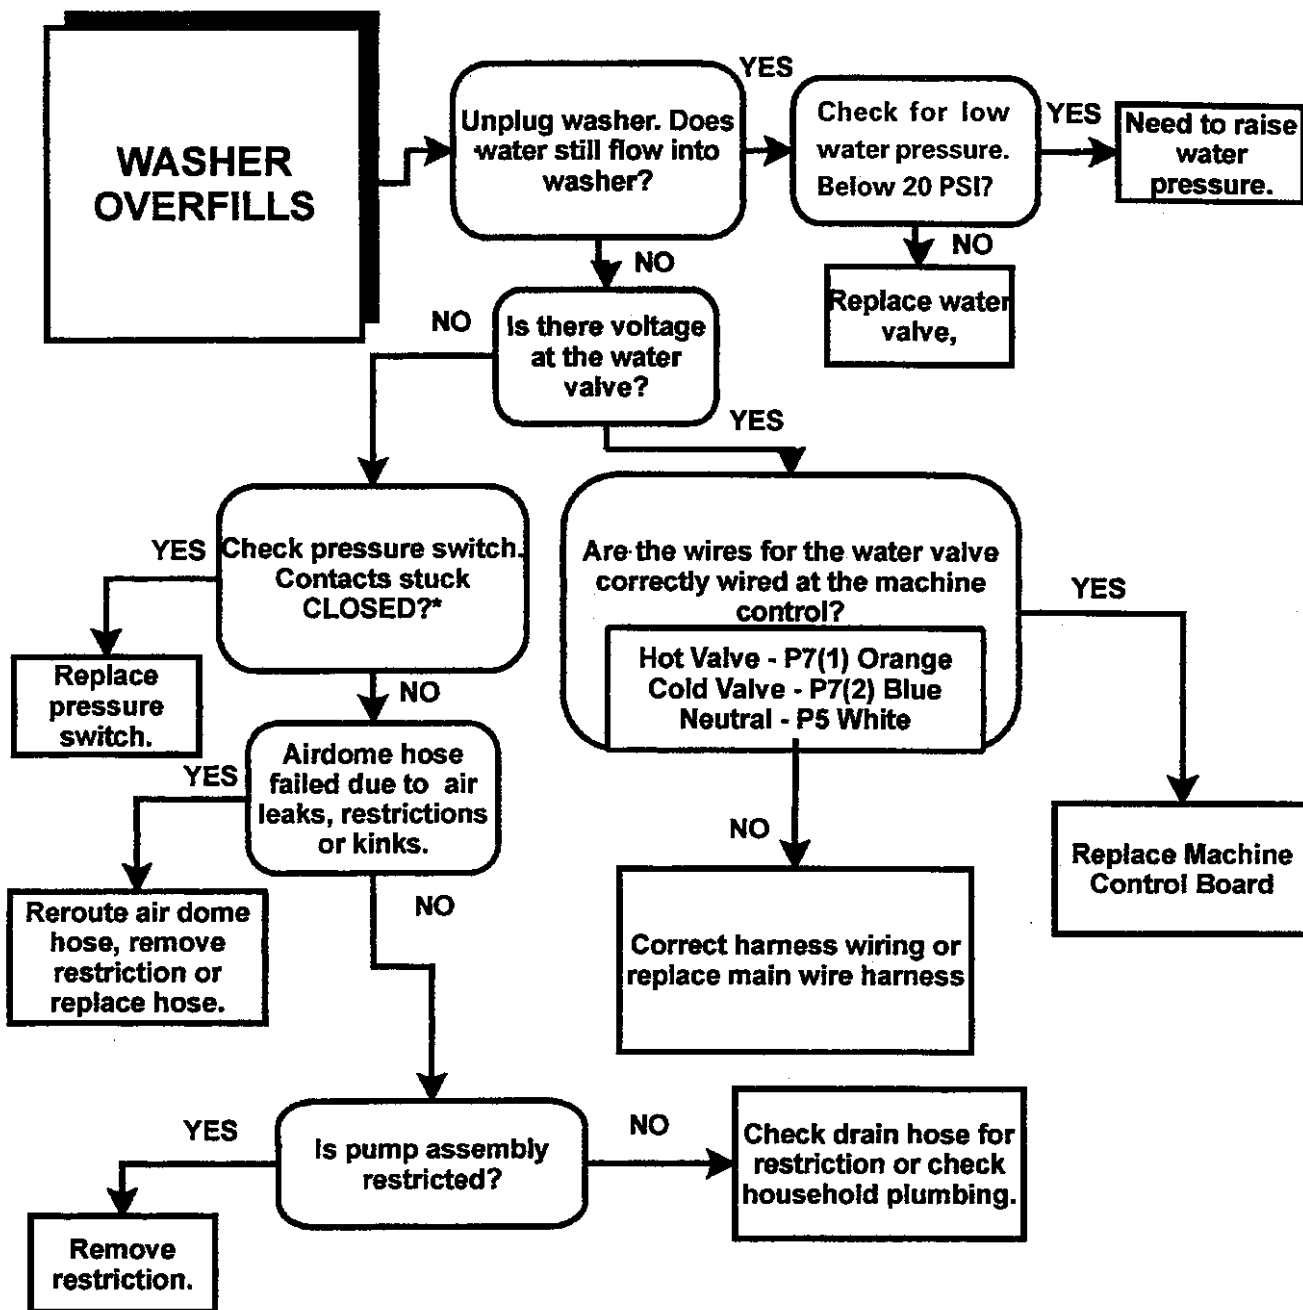 WASHER
OVERFILLS
Unplug washer. Does
water still flow into
washer?
YES
Check for low
water pressure.
Below 20 PSI?
YES
Need to raise
water
pressure.
NO
Replace water
valve,
NO
Is there voltage
at the water
valve?
NO
YES
Check pressure switch.
Contacts stuck
CLOSED?*
YES
Replace
pressure
switch.
NO
Are the wires for the water valve
correctly wired at the machine
control?
Hot Valve - P7(1) Orange
Cold Valve - P7(2) Blue
Neutral - P5 White
YES
Replace Machine
Control Board
NO
Correct harness wiring or
replace main wire harness
Airdome hose
failed due to air
leaks, restrictions
or kinks.
YES
Reroute air dome
hose, remove
restriction or
replace hose.
NO
Is pump assembly
restricted?
YES
Remove
restriction.
NO
Check drain hose for
restriction or check
household plumbing.